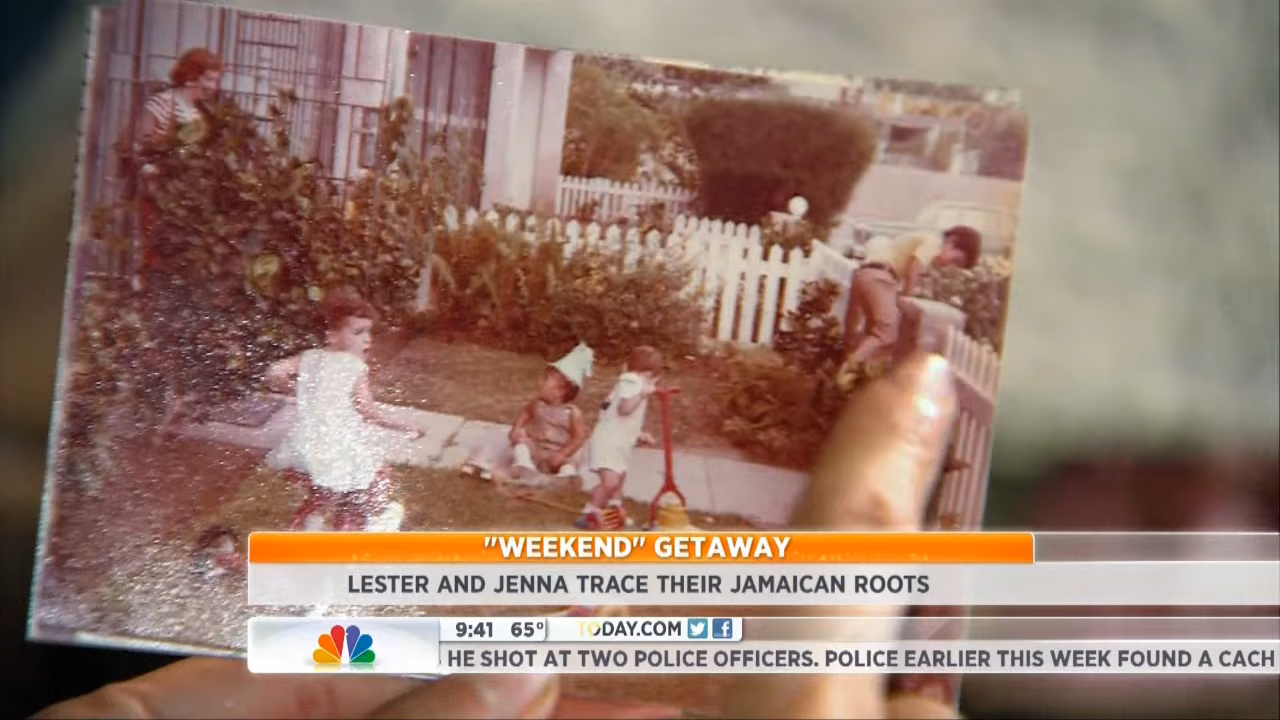 "WEEKEND" GETAWAY
LESTER AND JENNA TRACE THEIR JAMAICAN ROOTS
9:41 65° TODAY.COM
HE SHOT AT TWO POLICE OFFICERS. POLICE EARLIER THIS WEEK FOUND A CACH